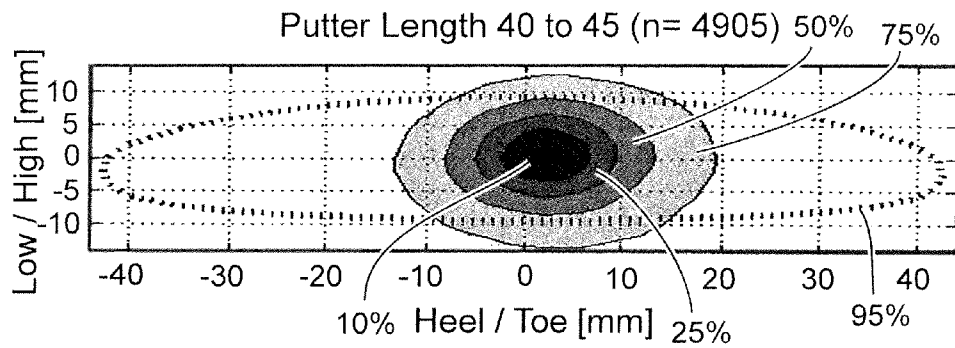 Putter Length 40 to 45 (n= 4905) 50% 75%
Low / High [mm]
10
5
0
-5
-10
-40 -30 -20 -10 0 10 20 30 40
10% Heel / Toe [mm] 25% 95%